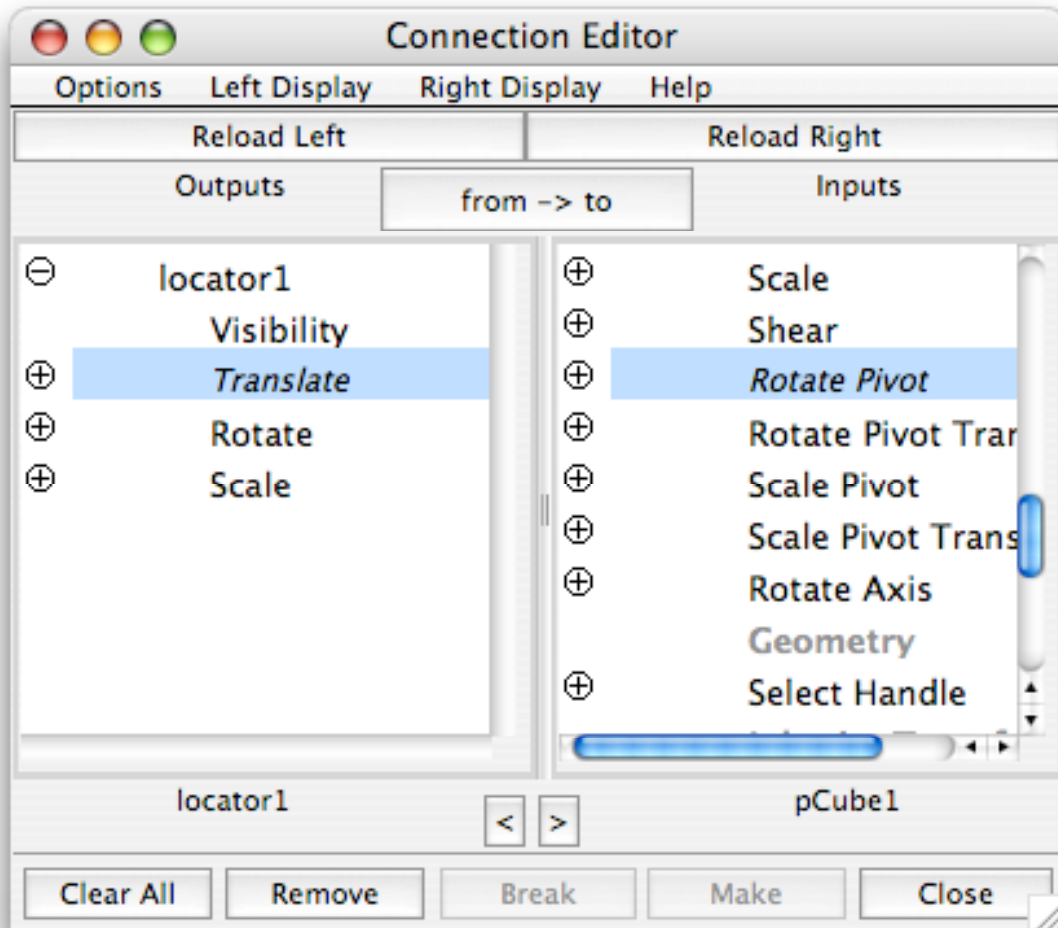 Connection Editor
Options Left Display Right Display Help
Reload Left Reload Right
Outputs from -> to Inputs
locator1
Visibility
Translate
Rotate
Scale
Scale
Shear
Rotate Pivot
Rotate Pivot Tran
Scale Pivot
Scale Pivot Trans
Rotate Axis
Geometry
Select Handle
locator1 < > pCube1
Clear All Remove Break Make Close